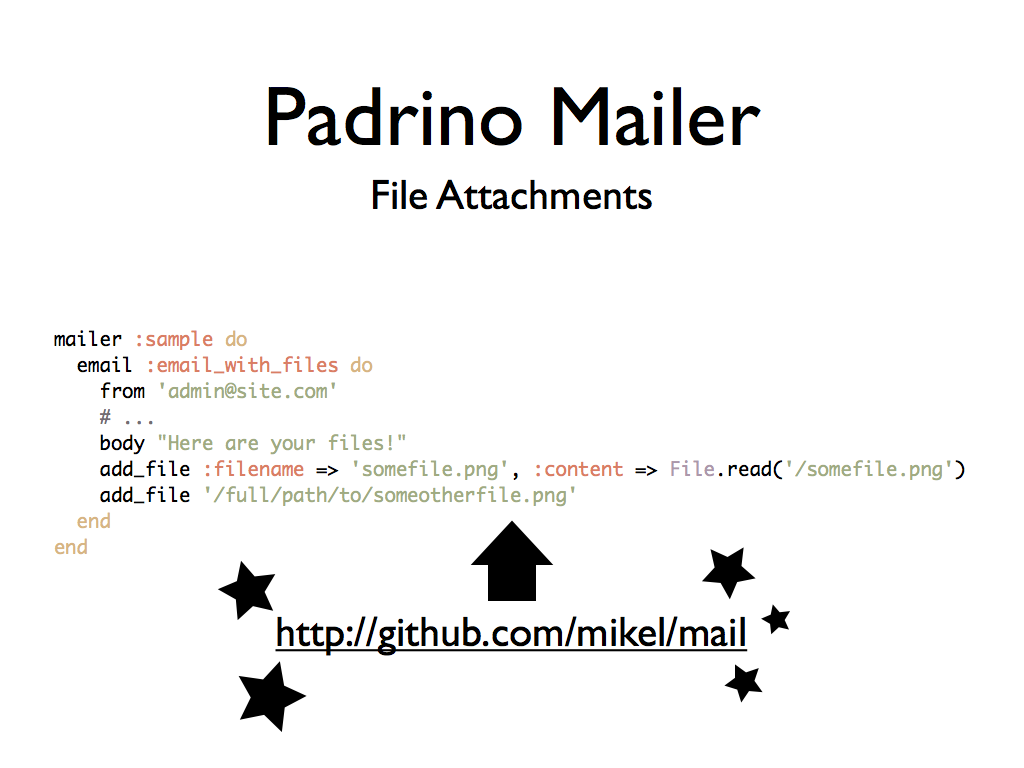 Padrino Mailer
File Attachments
mailer :sample do
  email :email_with_files do
    from 'admin@site.com'
    # ...
    body "Here are your files!"
    add_file :filename => 'somefile.png', :content => File.read('/somefile.png')
    add_file '/full/path/to/someotherfile.png'
  end
end
http://github.com/mikel/mail